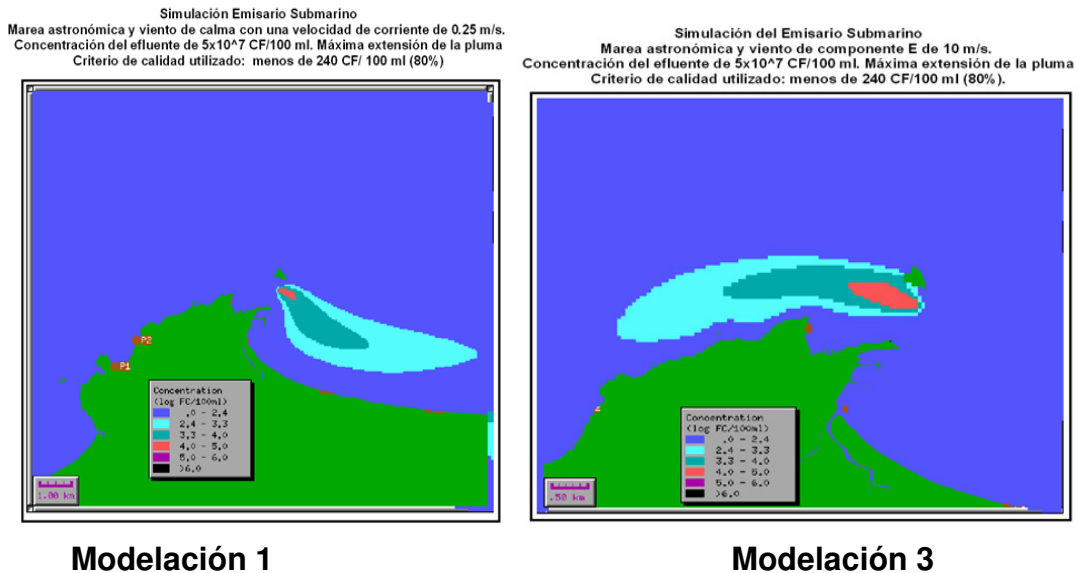 Simulación Emisario Submarino
Marea astronómica y viento de calma con una velocidad de corriente de 0.25 m/s.
Concentración del efluente de 5x10^7 CF/100 ml. Máxima extensión de la pluma
Criterio de calidad utilizado: menos de 240 CF/ 100 ml (80%)
P2
P1
Concentration
(log FC/100ml)
.0 - 2.4
2.4 - 3.3
3.3 - 4.0
4.0 - 5.0
5.0 - 6.0
>6.0
1.00 km
Modelación 1
Simulación del Emisario Submarino
Marea astronómica y viento de componente E de 10 m/s.
Concentración del efluente de 5x10^7 CF/100 ml. Máxima extensión de la pluma
Criterio de calidad utilizado: menos de 240 CF/100 ml (80%).
Concentration
(log FC/100ml)
.0 - 2.4
2.4 - 3.3
3.3 - 4.0
4.0 - 5.0
5.0 - 6.0
>6.0
.50 km
Modelación 3